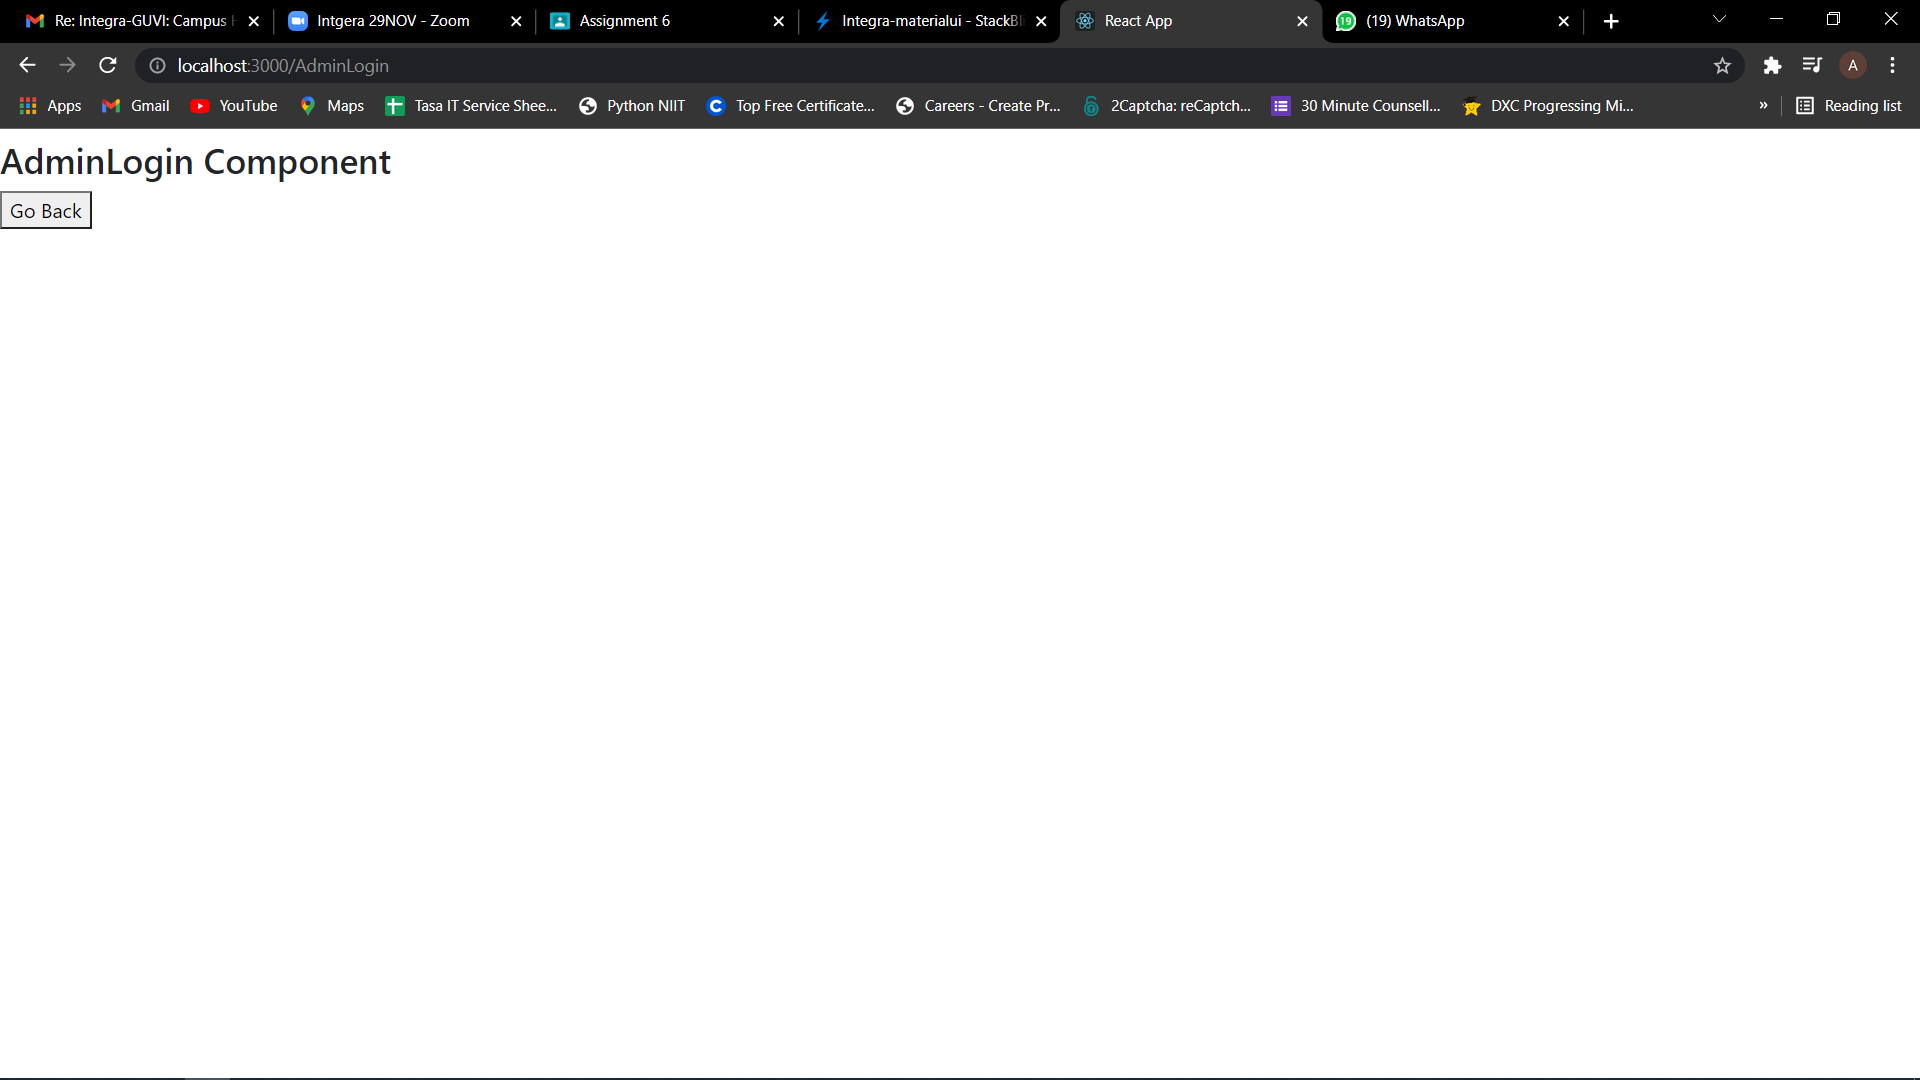 Re: Integra-GUVI: Campus
Intgera 29NOV - Zoom
Assignment 6
Integra-materialui - StackBli
React App
19
(19) WhatsApp
localhost:3000/AdminLogin
A
Apps
Gmail
YouTube
Maps
Tasa IT Service Shee...
Python NIIT
C
Top Free Certificate...
Careers - Create Pr...
2Captcha: reCaptch...
30 Minute Counsell...
DXC Progressing Mi...
»
Reading list
AdminLogin Component
Go Back